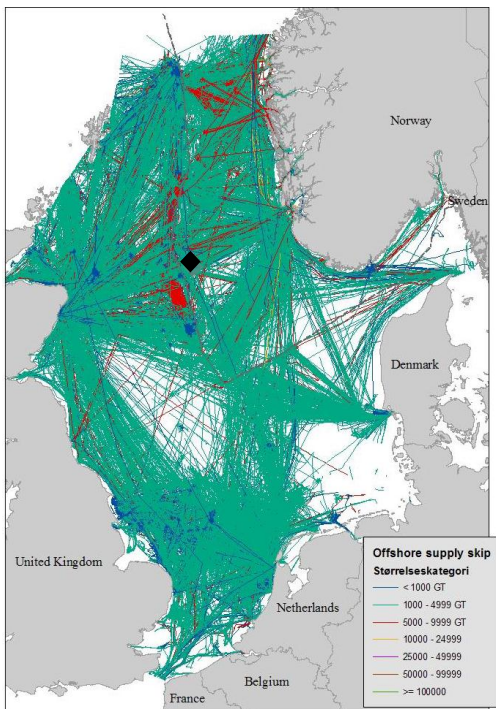 Norway
Sweden
Denmark
United Kingdom
Netherlands
Belgium
France
Offshore supply skip
Størrelseskategori
< 1000 GT
1000 - 4999 GT
5000 - 9999 GT
10000 - 24999
25000 - 49999
50000 - 99999
>= 100000